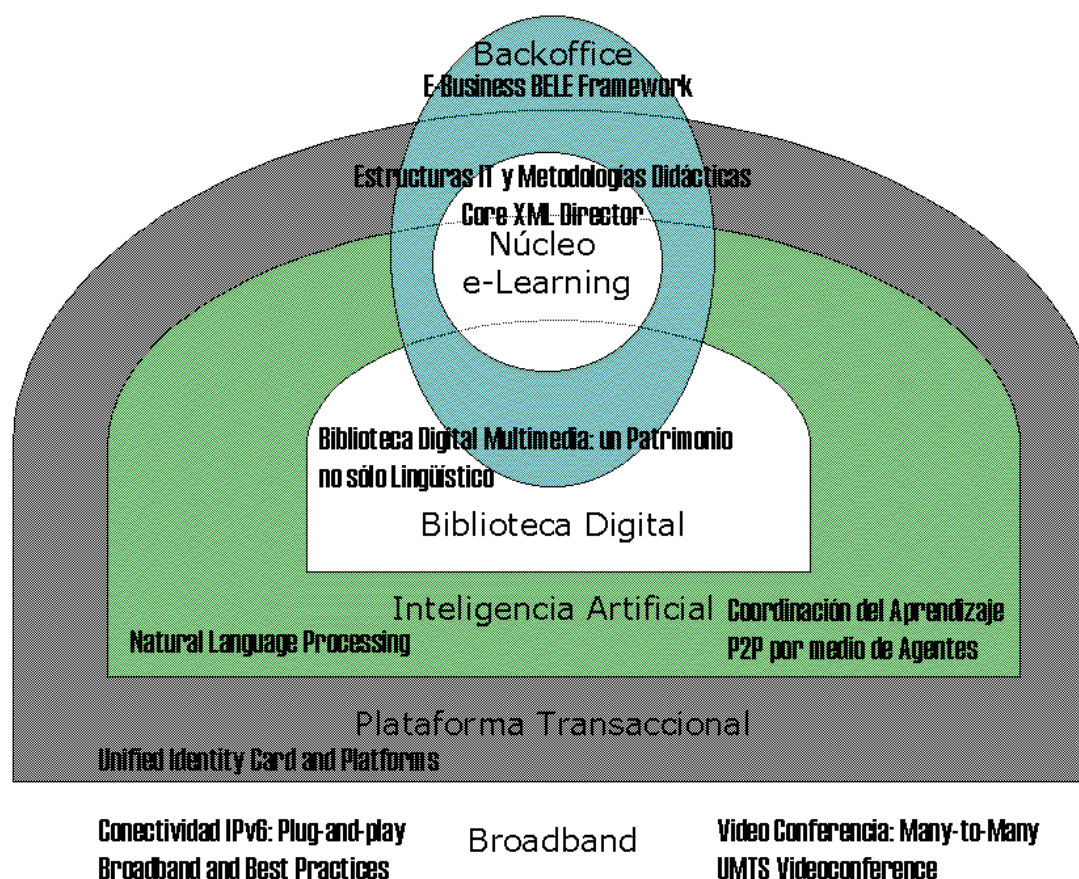 Backoffice
E-Business BELE Framework
Estructuras IT y Metodologías Didácticas
Core XML Director
Núcleo
e-Learning
Biblioteca Digital Multimedia: un Patrimonio
no sólo Lingüístico
Biblioteca Digital
Inteligencia Artificial
Coordinación del Aprendizaje
P2P por medio de Agentes
Natural Language Processing
Plataforma Transaccional
Unified Identity Card and Platforms
Conectividad IPv6: Plug-and-play
Broadband and Best Practices
Broadband
Video Conferencia: Many-to-Many
UMTS Videoconference